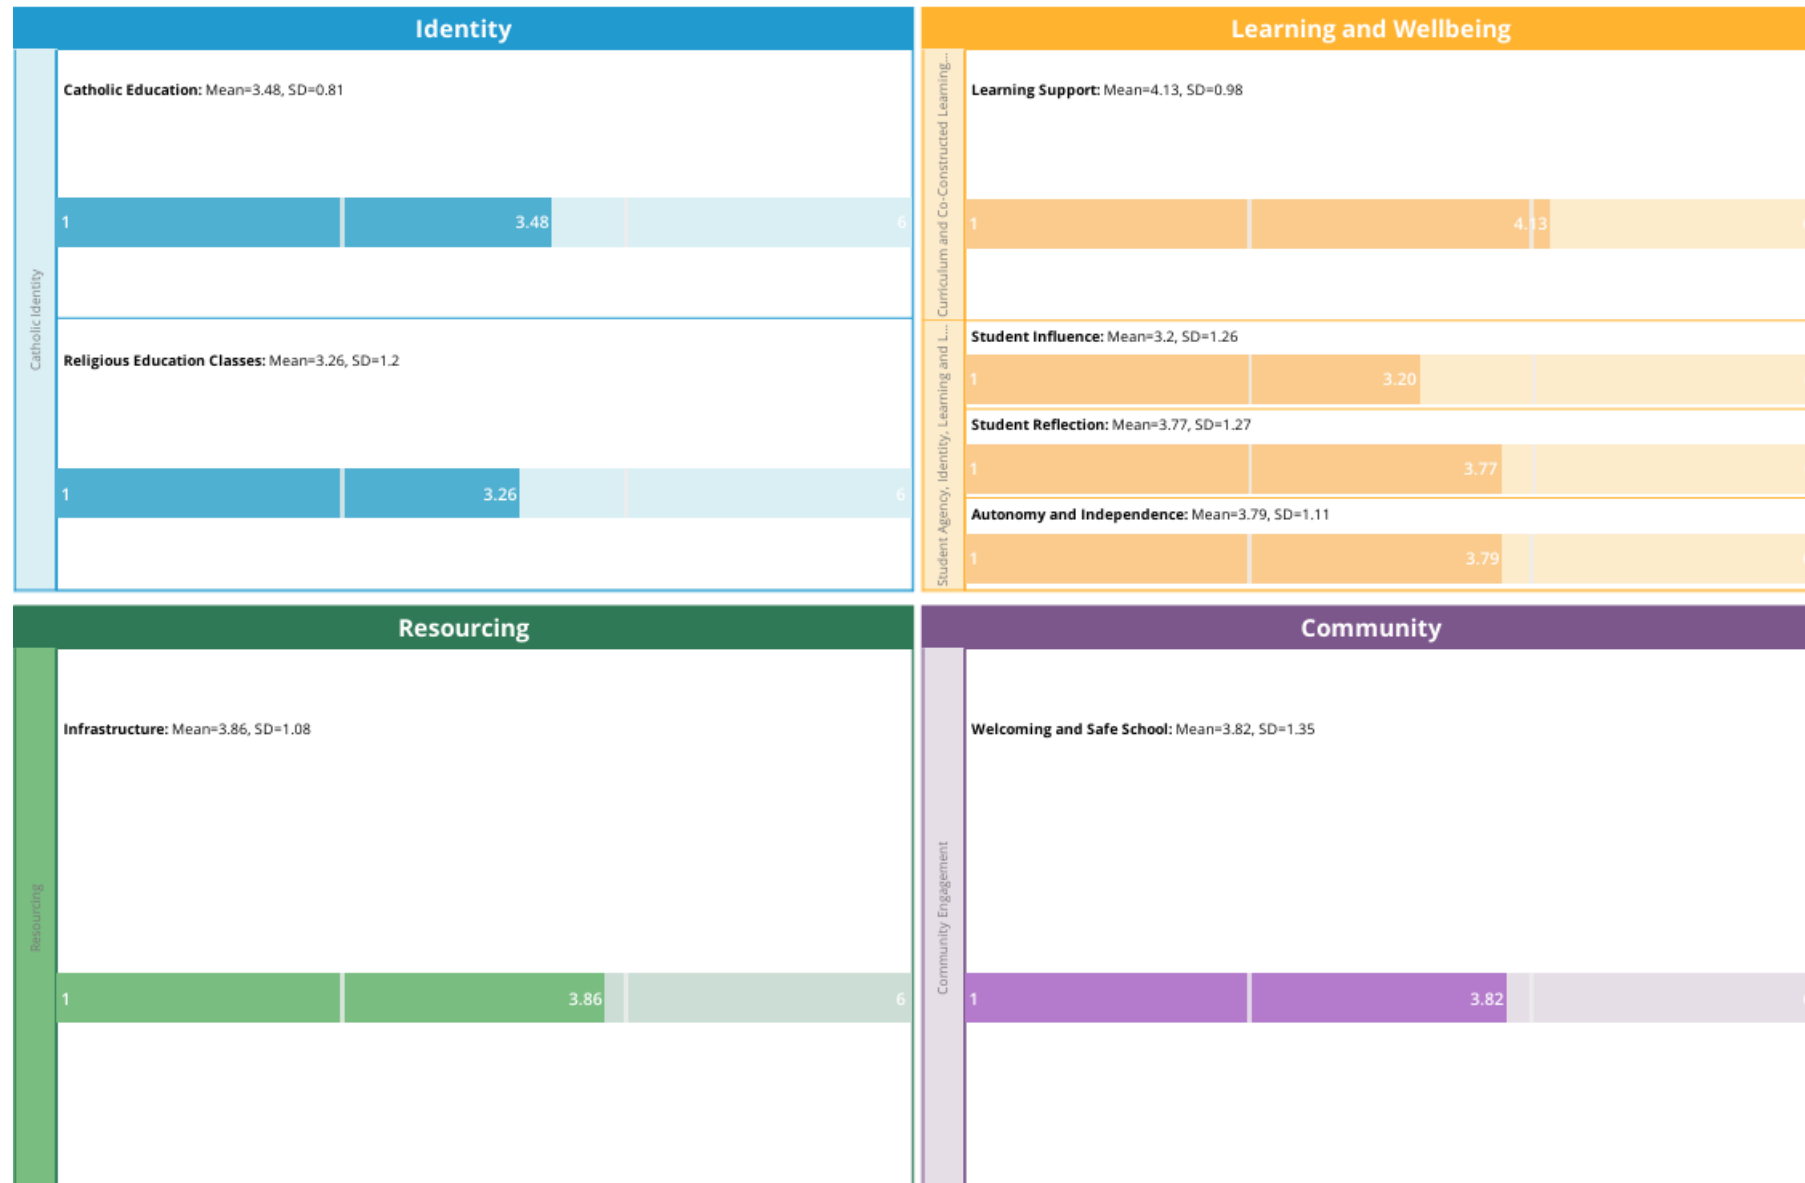 Identity
Catholic Identity
Catholic Education: Mean=3.48, SD=0.81
1 3.48 6
Religious Education Classes: Mean=3.26, SD=1.2
1 3.26 6
Learning and Wellbeing
Curriculum and Co-Constructed Learning...
Learning Support: Mean=4.13, SD=0.98
1 4.13
Student Agency, Identity, Learning and L...
Student Influence: Mean=3.2, SD=1.26
1 3.20
Student Reflection: Mean=3.77, SD=1.27
1 3.77
Autonomy and Independence: Mean=3.79, SD=1.11
1 3.79
Resourcing
Resourcing
Infrastructure: Mean=3.86, SD=1.08
1 3.86 6
Community
Community Engagement
Welcoming and Safe School: Mean=3.82, SD=1.35
1 3.82